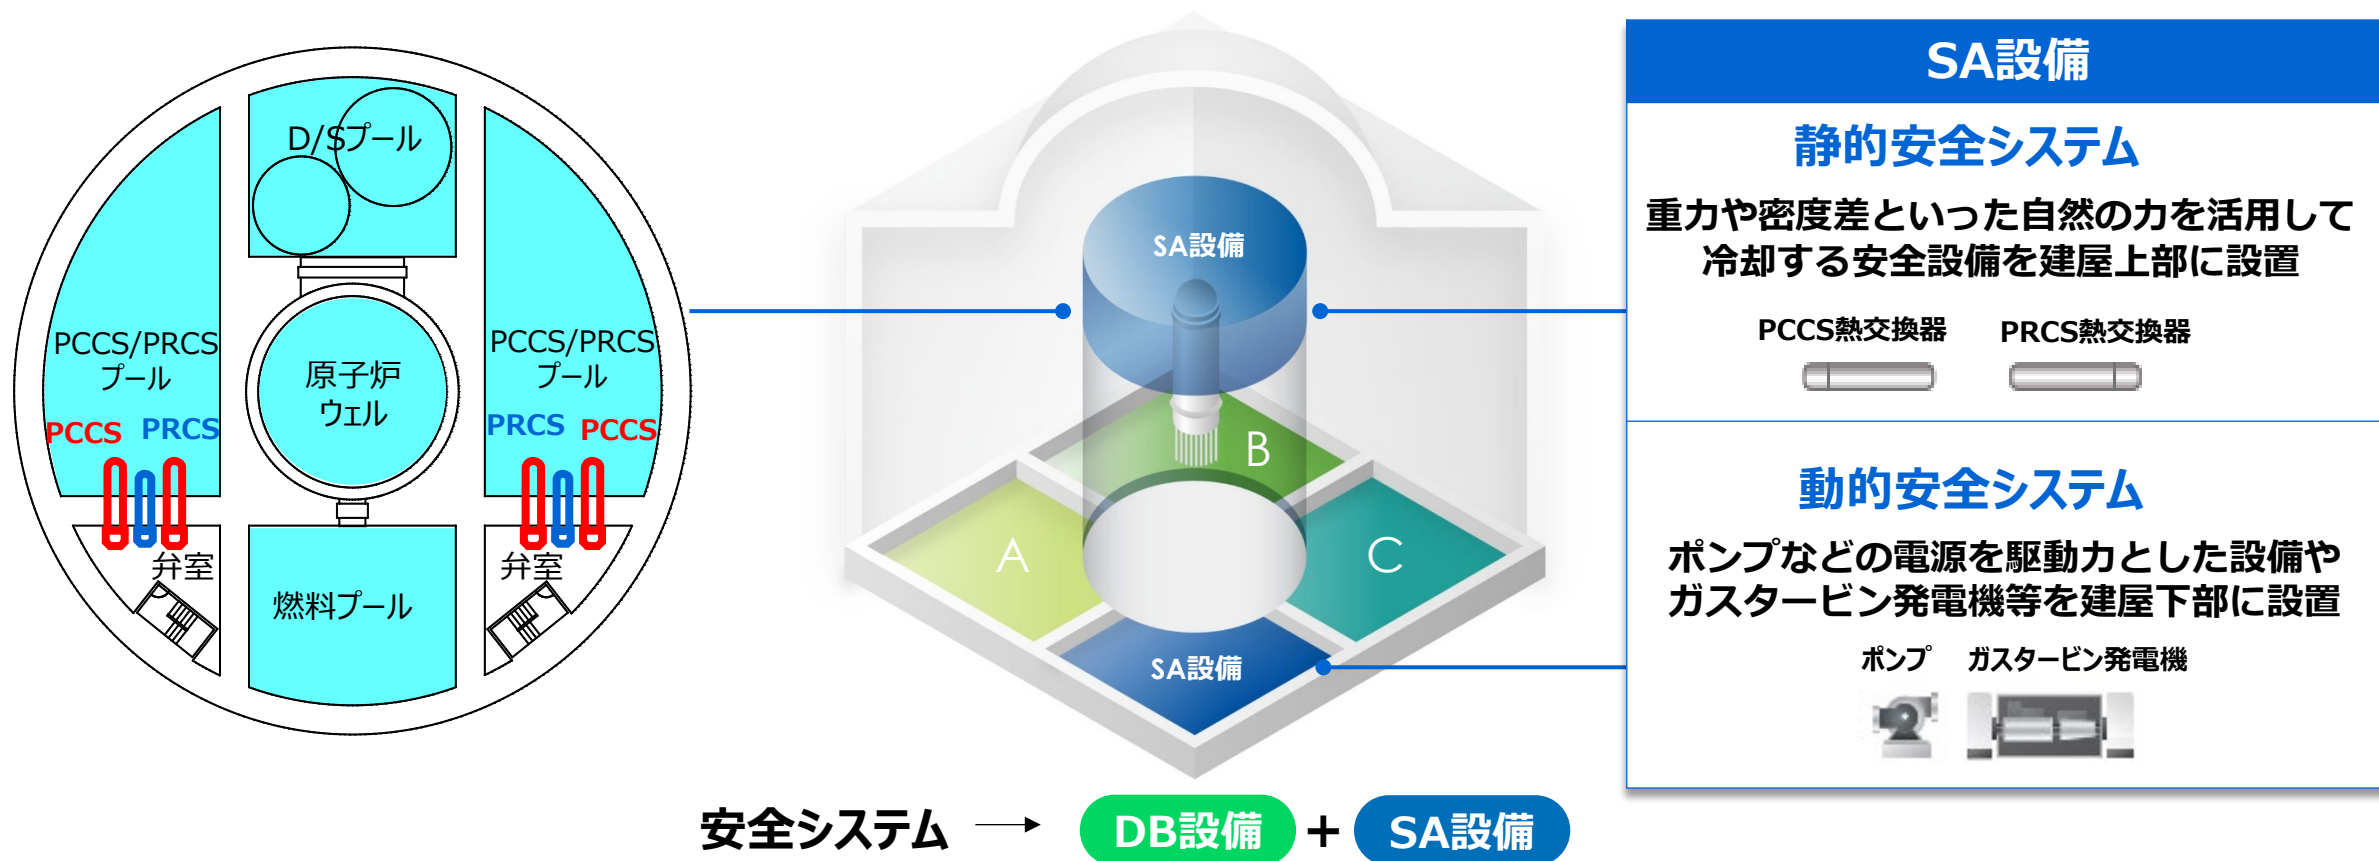 D/Sプール
PCCS/PRCS
プール
PCCS PRCS
原子炉
ウェル
PCCS/PRCS
プール
PRCS PCCS
弁室
燃料プール
弁室
SA設備
A
B
C
SA設備
SA設備
静的安全システム
重力や密度差といった自然の力を活用して
冷却する安全設備を建屋上部に設置
PCCS熱交換器 PRCS熱交換器
動的安全システム
ポンプなどの電源を駆動力とした設備や
ガスタービン発電機等を建屋下部に設置
ポンプ ガスタービン発電機
安全システム → DB設備 + SA設備